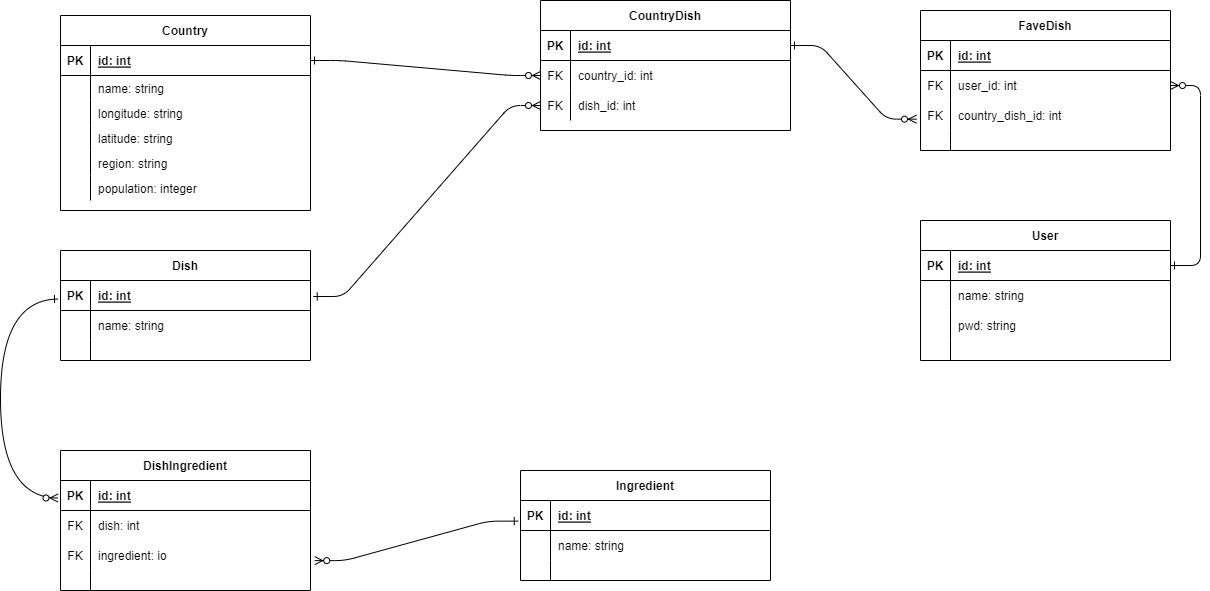 Country
PK id: int
name: string
longitude: string
latitude: string
region: string
population: integer
CountryDish
PK id: int
FK country_id: int
FK dish_id: int
FaveDish
PK id: int
FK user_id: int
FK country_dish_id: int
User
PK id: int
name: string
pwd: string
Dish
PK id: int
name: string
DishIngredient
PK id: int
FK dish: int
FK ingredient: io
Ingredient
PK id: int
name: string